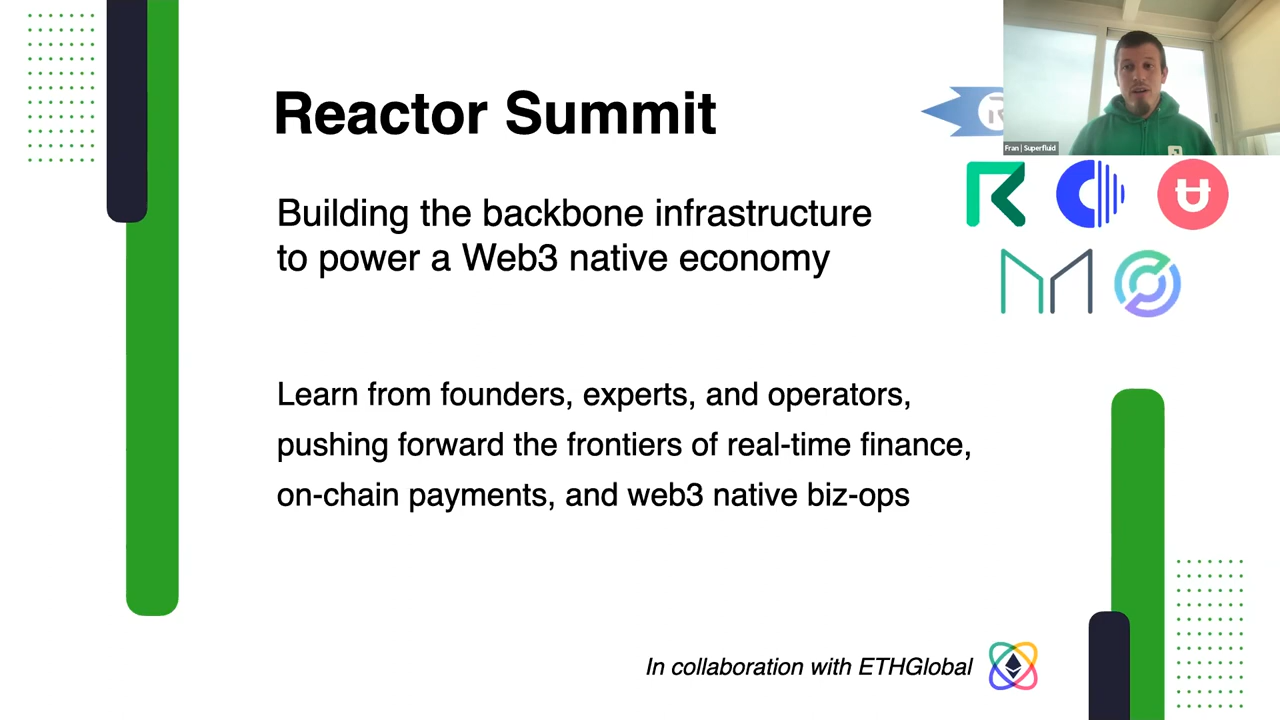 Reactor Summit
Building the backbone infrastructure
to power a Web3 native economy
Learn from founders, experts, and operators,
pushing forward the frontiers of real-time finance,
on-chain payments, and web3 native biz-ops
In collaboration with ETHGlobal
Fran | Superfluid